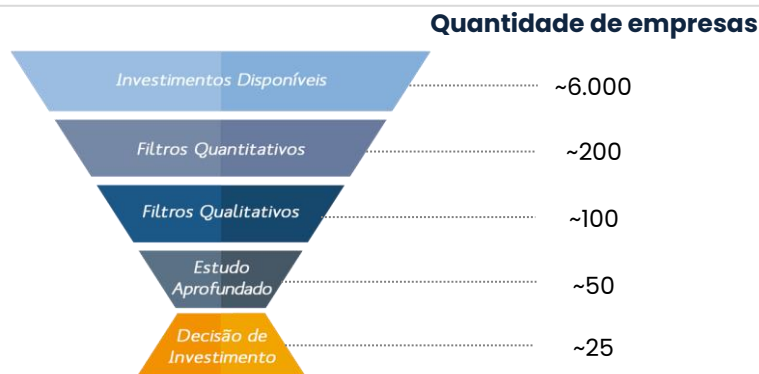 Quantidade de empresas
Investimentos Disponíveis
~6.000
Filtros Quantitativos
~200
Filtros Qualitativos
~100
Estudo
Aprofundado
~50
Decisão de
Investimento
~25